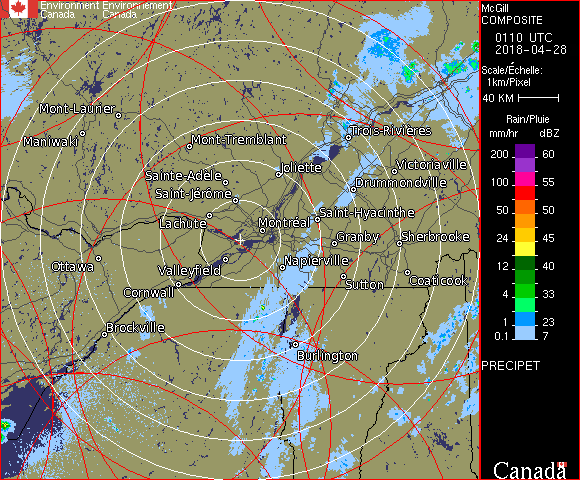 Environment Environnement
Canada Canada
Mont-Laurier
Maniwaki
Mont-Tremblant
Trois-Rivières
Joliette
Victoriaville
Sainte-Adèle
Drummondville
Saint-Jérôme
Lachute
Saint-Hyacinthe
Montréal
Granby
Sherbrooke
Ottawa
Valleyfield
Napierville
Cornwall
Sutton
Coaticook
Brockville
Burlington
McGill
COMPOSITE
0110 UTC
2018-04-28
Scale/Échelle:
1km/Pixel
40 KM
Rain/Pluie
mm/hr dBZ
200 60
100 55
50 50
24 45
12 40
4 33
1 23
0.1 7
PRECIPET
Canada